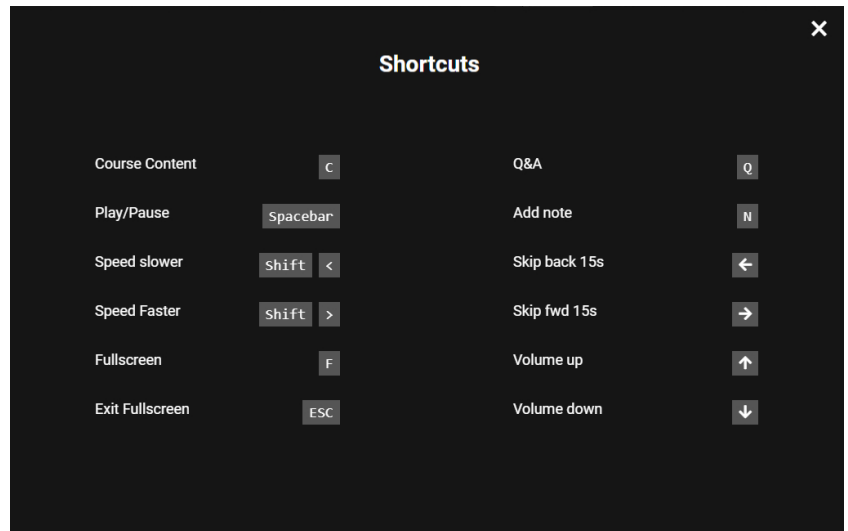 Shortcuts
Course Content C
Play/Pause Spacebar
Speed slower Shift <
Speed Faster Shift >
Fullscreen F
Exit Fullscreen ESC
Q&A Q
Add note N
Skip back 15s ←
Skip fwd 15s →
Volume up ↑
Volume down ↓